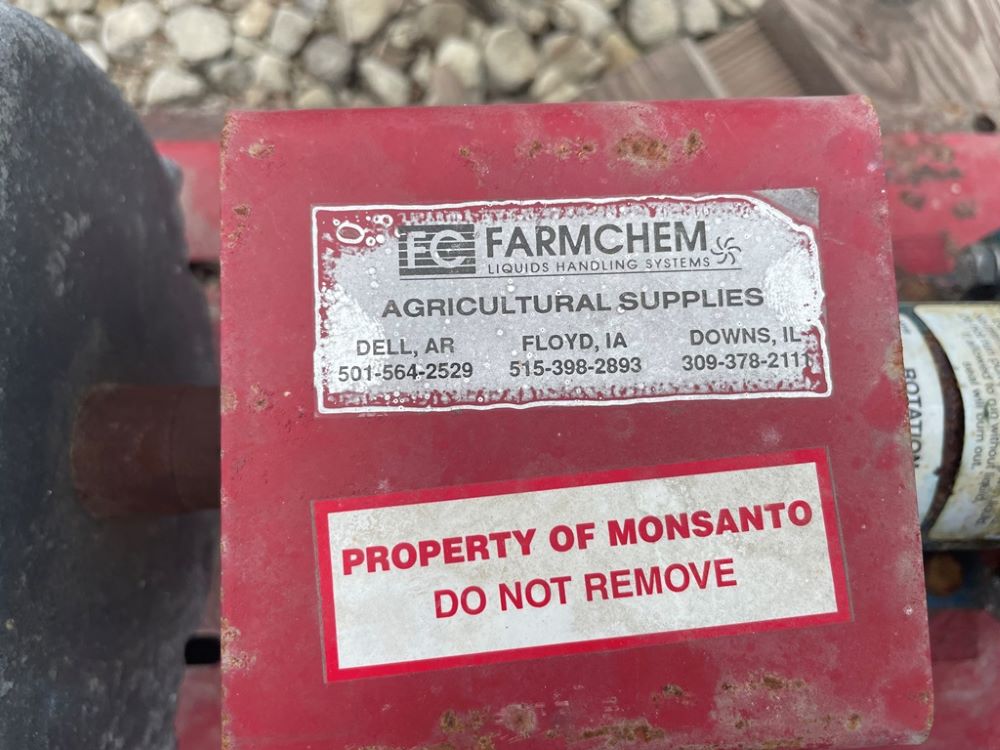 FC FARMCHEM
LIQUIDS HANDLING SYSTEMS
AGRICULTURAL SUPPLIES
DELL, AR FLOYD, IA DOWNS, IL
501-564-2529 515-398-2893 309-378-2111
PROPERTY OF MONSANTO
DO NOT REMOVE
ROTATION